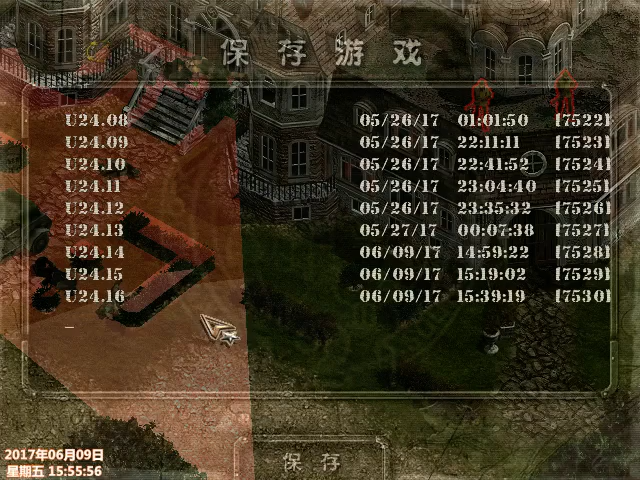 保存游戏
U24.08 05/26/17 01:01:50 [7522]
U24.09 05/26/17 22:11:11 [7523]
U24.10 05/26/17 22:41:52 [7524]
U24.11 05/26/17 23:04:40 [7525]
U24.12 05/26/17 23:35:32 [7526]
U24.13 05/27/17 00:07:38 [7527]
U24.14 06/09/17 14:59:22 [7528]
U24.15 06/09/17 15:19:02 [7529]
U24.16 06/09/17 15:39:19 [7530]
_
保存
2017年06月09日
星期五 15:55:56